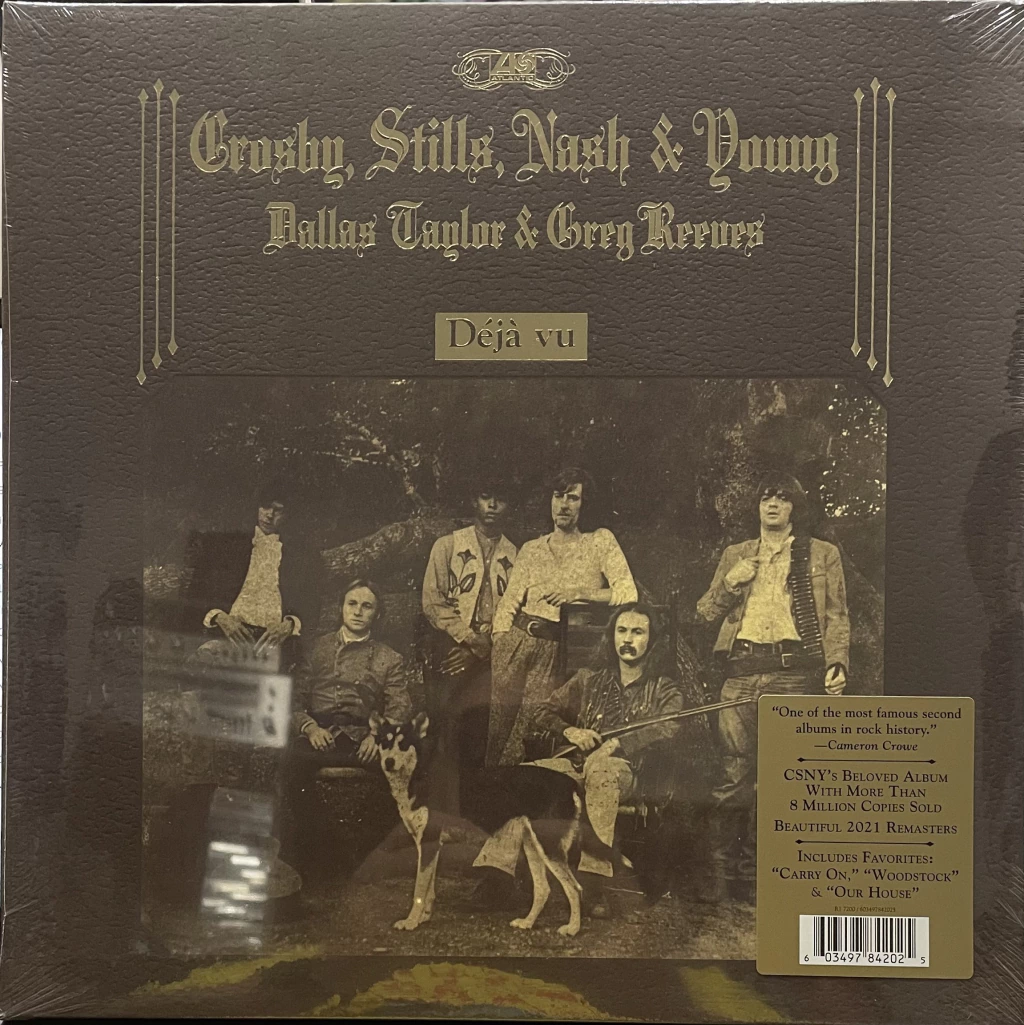 ATLANTIC
Crosby, Stills, Nash & Young
Dallas Taylor & Greg Reeves
Déjà vu
“One of the most famous second
albums in rock history.”
—Cameron Crowe
CSNY’s Beloved Album
With More Than
8 Million Copies Sold
Beautiful 2021 Remasters
Includes Favorites:
“Carry On,” “Woodstock”
& “Our House”
6 03497 84202 5